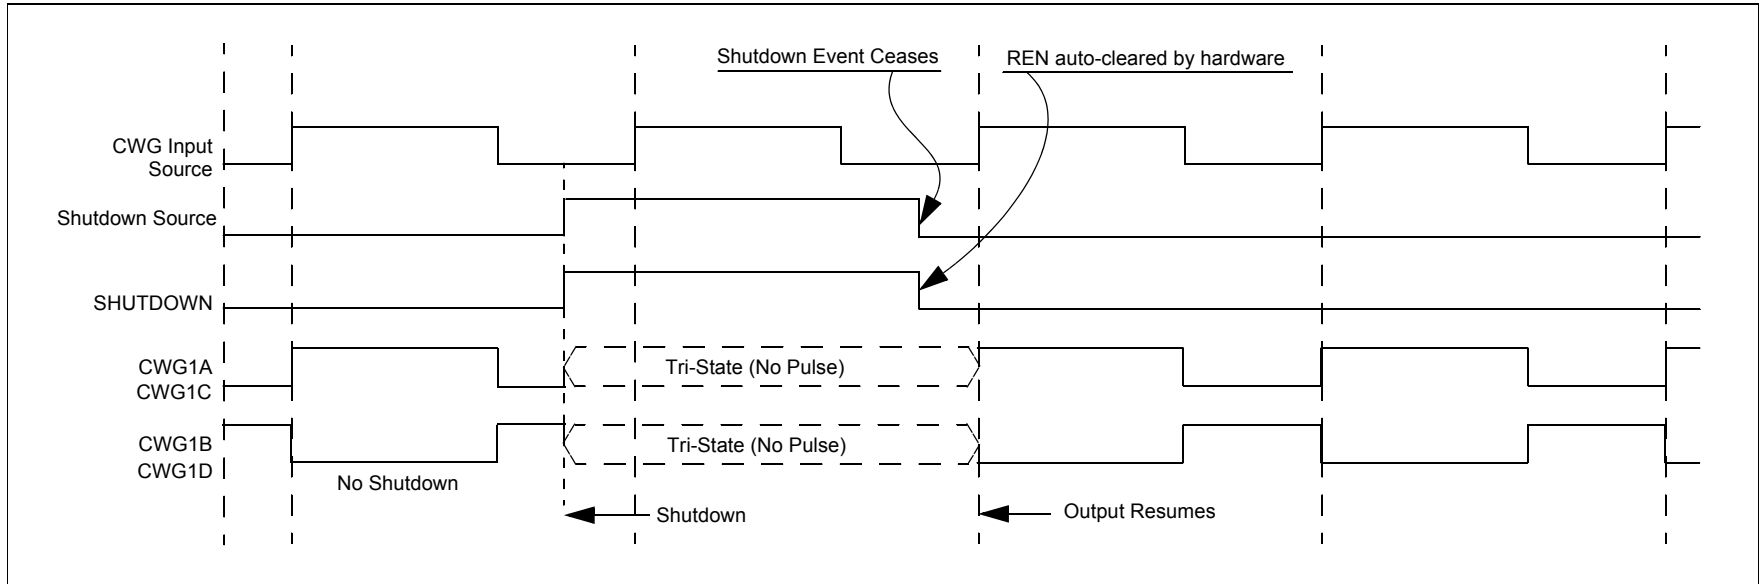 Shutdown Event Ceases
REN auto-cleared by hardware
CWG Input
Source
Shutdown Source
SHUTDOWN
CWG1A
CWG1C
Tri-State (No Pulse)
CWG1B
CWG1D
Tri-State (No Pulse)
No Shutdown
Shutdown
Output Resumes